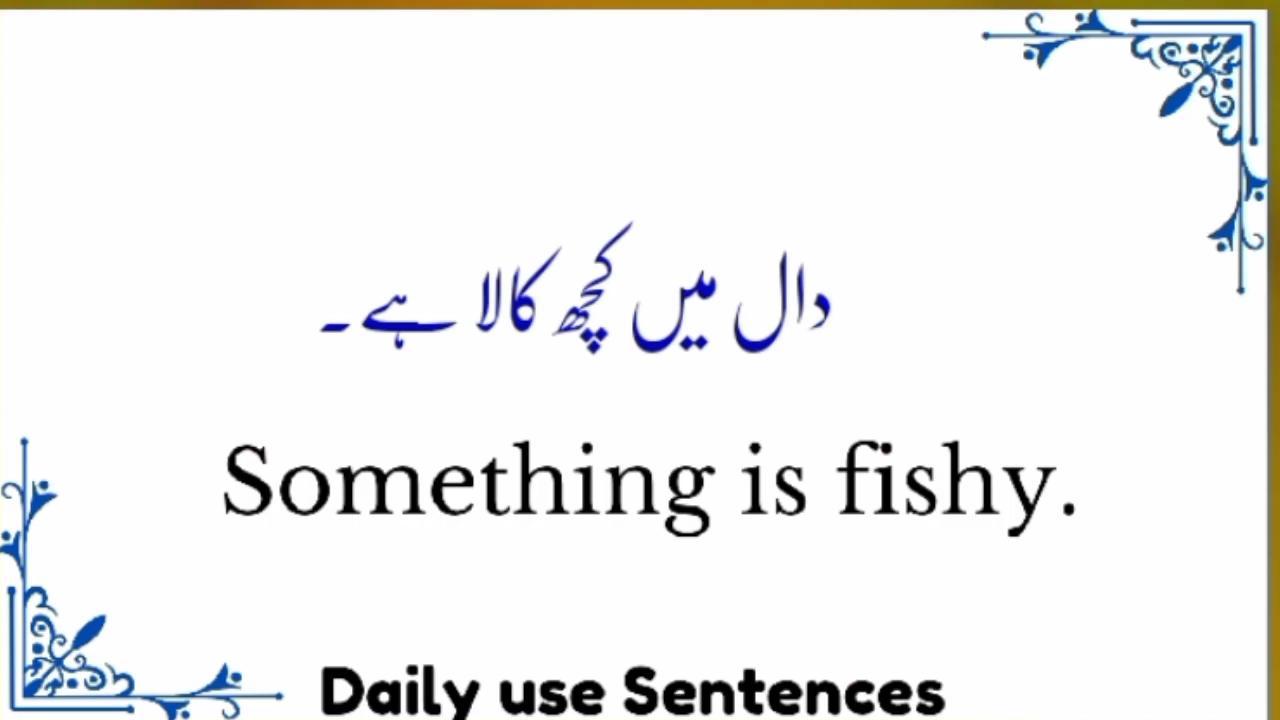 دال میں کچھ کالا ہے۔
Something is fishy.
Daily use Sentences